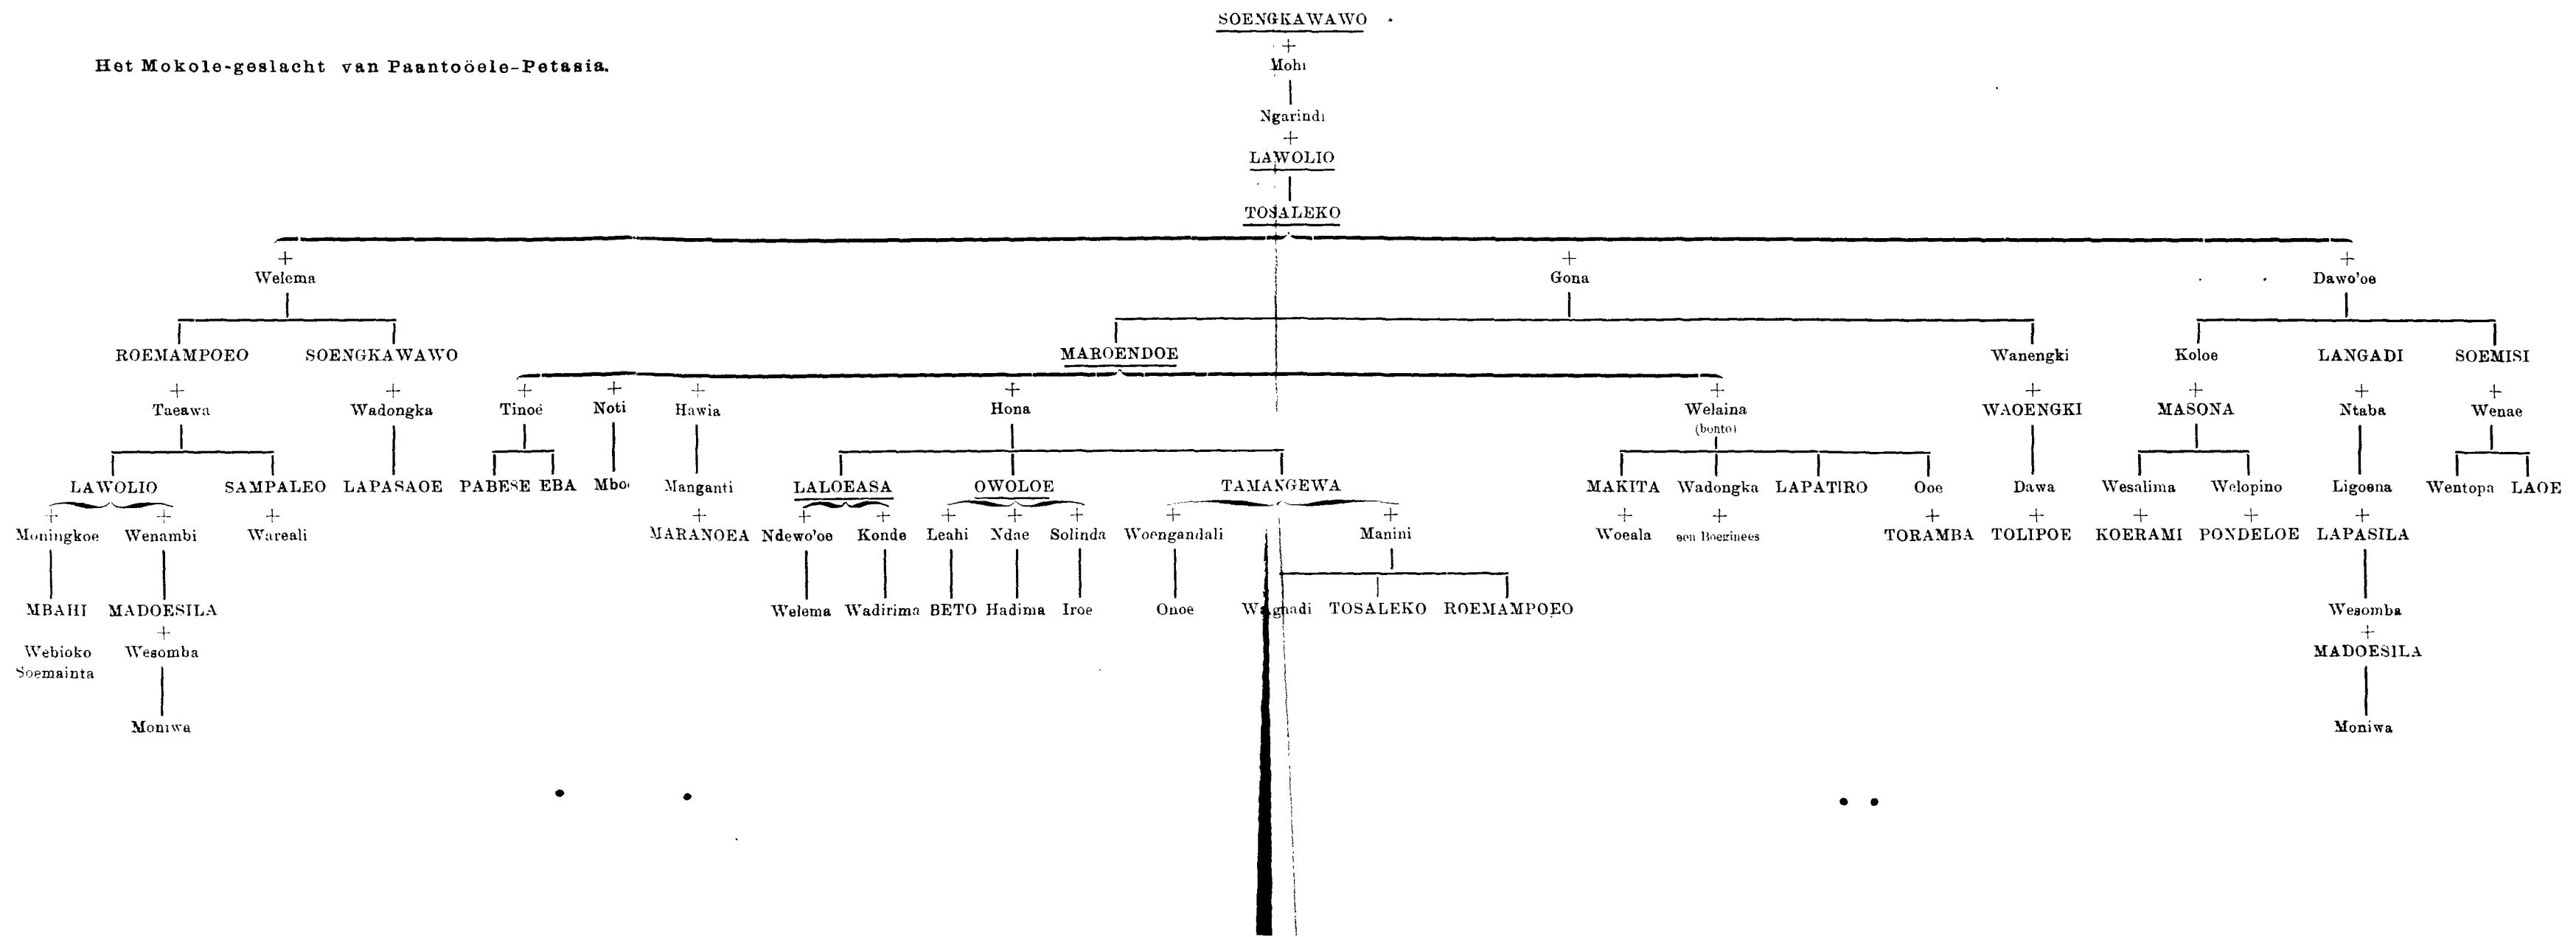 SOENGKAWAWO
+
Het Mokole-geslacht van Paantoöele-Petasia.
Mohi
Ngarindi
+
LAWOLIO
TOSALEKO
+ + +
Welema Gona Dawo'oe
ROEMAMPOEO SOENGKAWAWO MAROENDOE Wanengki Koloe LANGADI SOEMISI
+ + + + + + + + + + +
Taeawa Wadongka Tinoe Noti Hawia Hona Welaina WAOENGKI MASONA Ntaba Wenae
(bonto)
LAWOLIO SAMPALEO LAPASAOE PABESE EBA Mboi Manganti LALOEASA OWOLOE TAMANGEWA MAKITA Wadongka LAPATIRO Ooe Dawa Wesalima Welopino Ligoena Wentopa LAOE
+ + + + + + + + + + + + + + + + + +
Moningkoe Wenambi Wareali MARANOEA Ndewo'oe Konde Leahi Ndae Solinda Woengandali Manini Woeala een Boeginees TORAMBA TOLIPOE KOERAMI PONDELOE LAPASILA
MBAHI MADOESILA Welema Wadirima BETO Hadima Iroe Onoe TOSALEKO ROEMAMPOEO Wesomba
+ +
Webioko Wesomba MADOESILA
Soemainta
Moniwa Moniwa